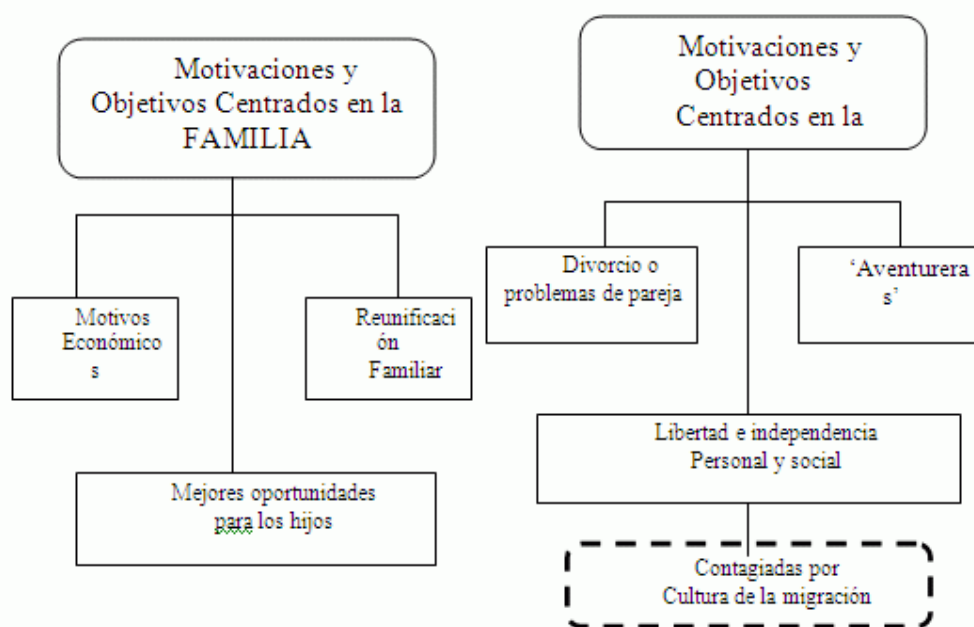 Motivaciones y
Objetivos Centrados en la
FAMILIA
Motivos
Económico
s
Reunificaci
ón
Familiar
Mejores oportunidades
para los hijos
Motivaciones y
Objetivos
Centrados en la
Divorcio o
problemas de pareja
‘Aventurera
s’
Libertad e independencia
Personal y social
Contagiadas por
Cultura de la migración